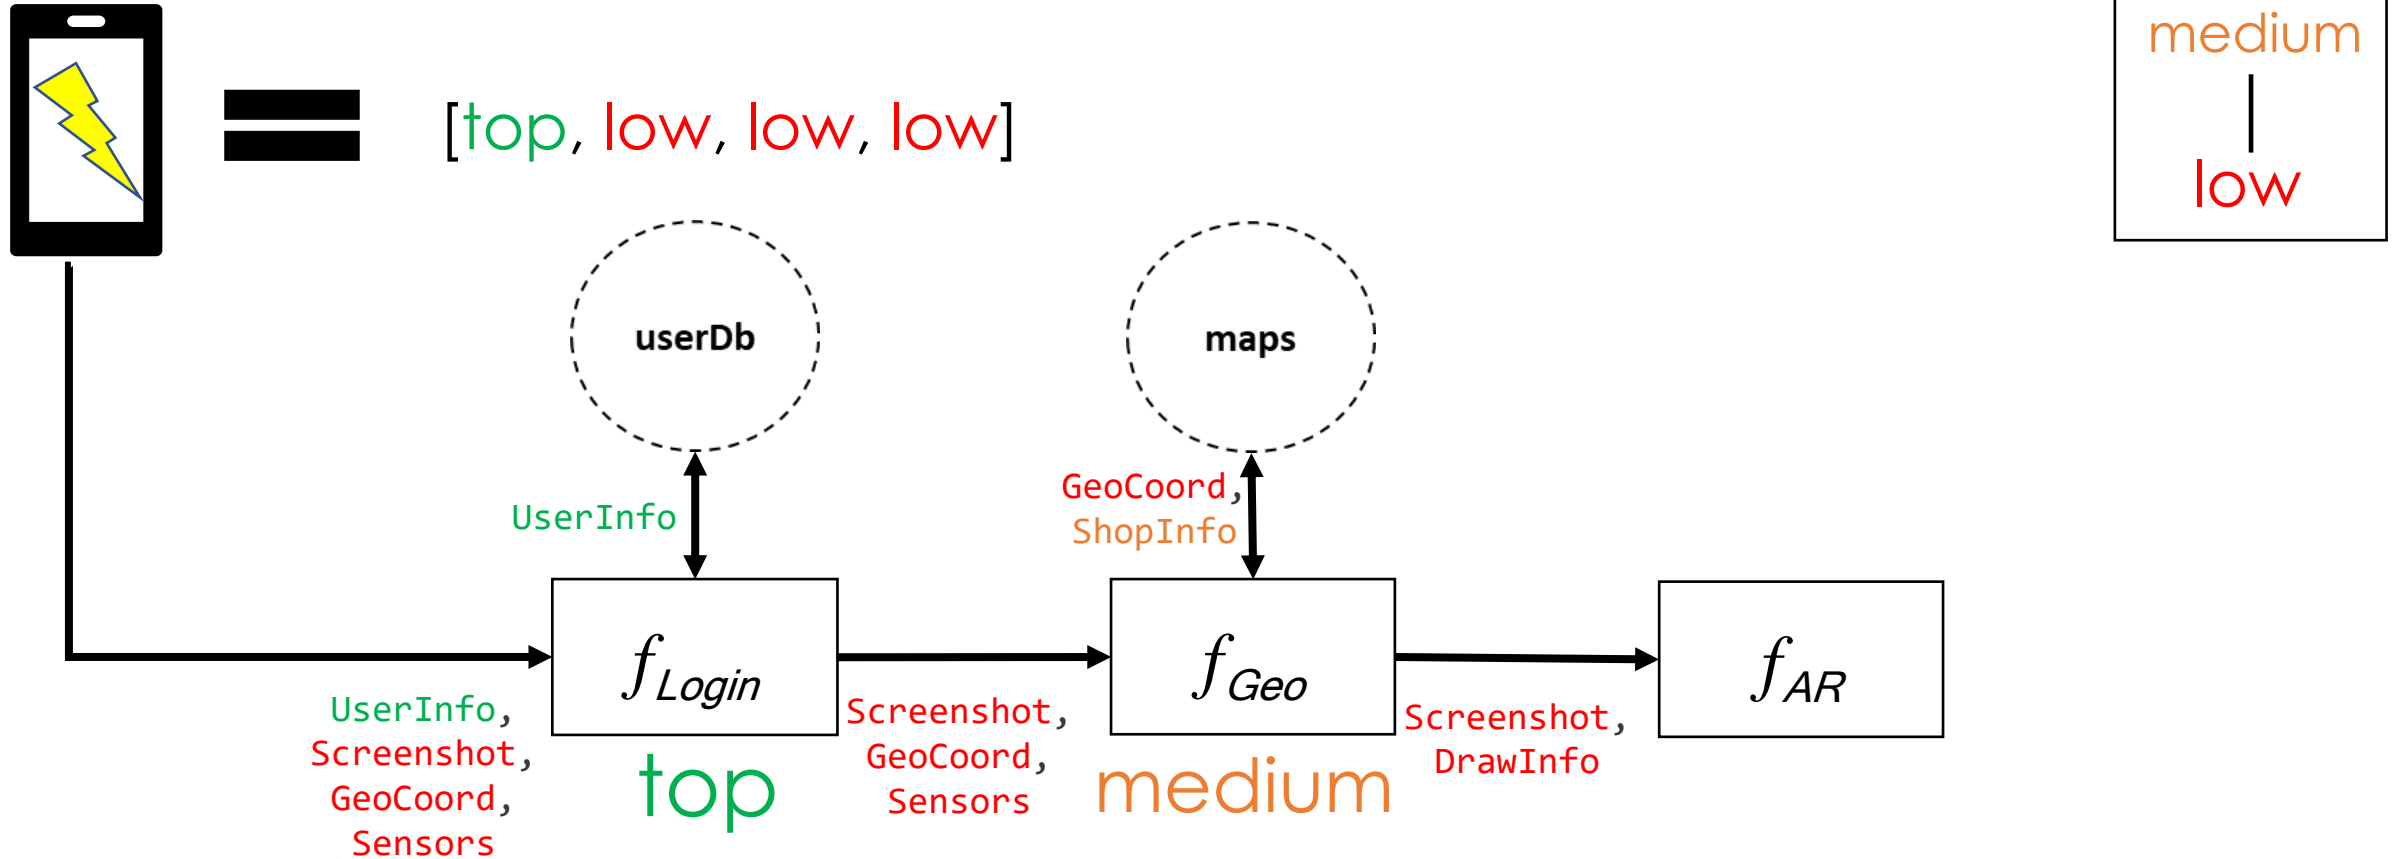 medium
low
[top, low, low, low]
userDb
maps
UserInfo
GeoCoord,
ShopInfo
f Login
f Geo
f AR
UserInfo,
Screenshot,
GeoCoord,
Sensors
top
Screenshot,
GeoCoord,
Sensors
medium
Screenshot,
DrawInfo